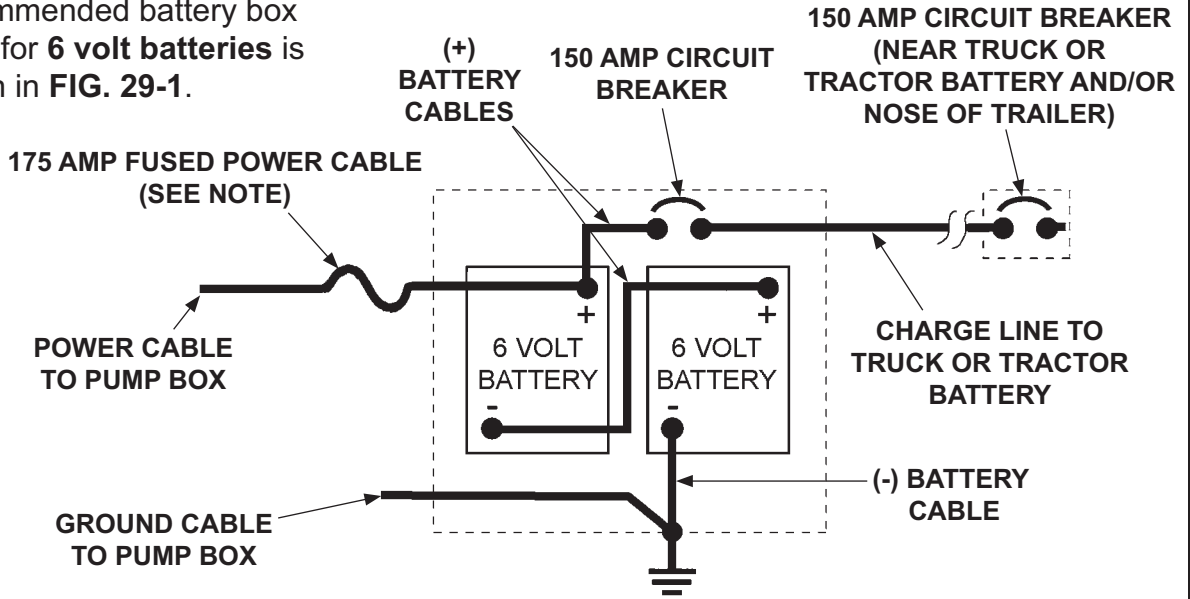 for 6 volt batteries is
in FIG. 29-1.
(+)
BATTERY
CABLES
150 AMP CIRCUIT
BREAKER
150 AMP CIRCUIT BREAKER
(NEAR TRUCK OR
TRACTOR BATTERY AND/OR
NOSE OF TRAILER)
175 AMP FUSED POWER CABLE
(SEE NOTE)
POWER CABLE
TO PUMP BOX
+
6 VOLT
BATTERY
-
+
6 VOLT
BATTERY
-
CHARGE LINE TO
TRUCK OR TRACTOR
BATTERY
(-) BATTERY
CABLE
GROUND CABLE
TO PUMP BOX